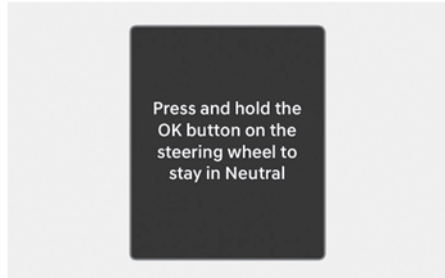 Press and hold the
OK button on the
steering wheel to
stay in Neutral